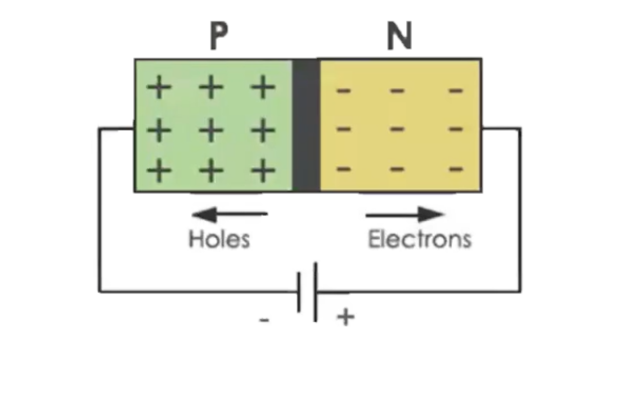 P N
+ + + - - -
+ + + - - -
+ + + - - -
Holes Electrons
- +